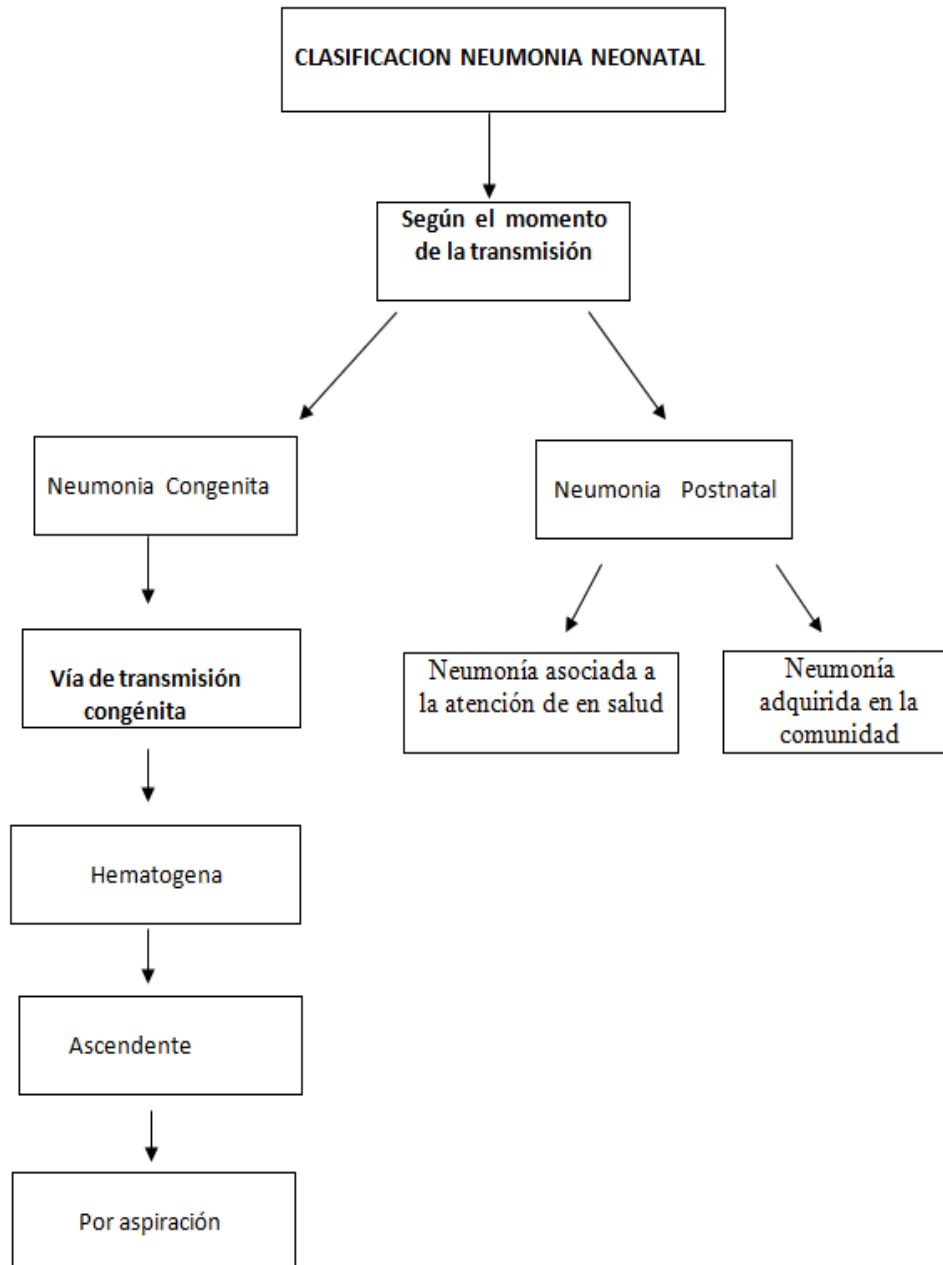 CLASIFICACION NEUMONIA NEONATAL
Según el momento
de la transmisión
Neumonia Congenita
Neumonia Postnatal
Vía de transmisión
congénita
Neumonía asociada a
la atención de en salud
Neumonía
adquirida en la
comunidad
Hematogena
Ascendente
Por aspiración